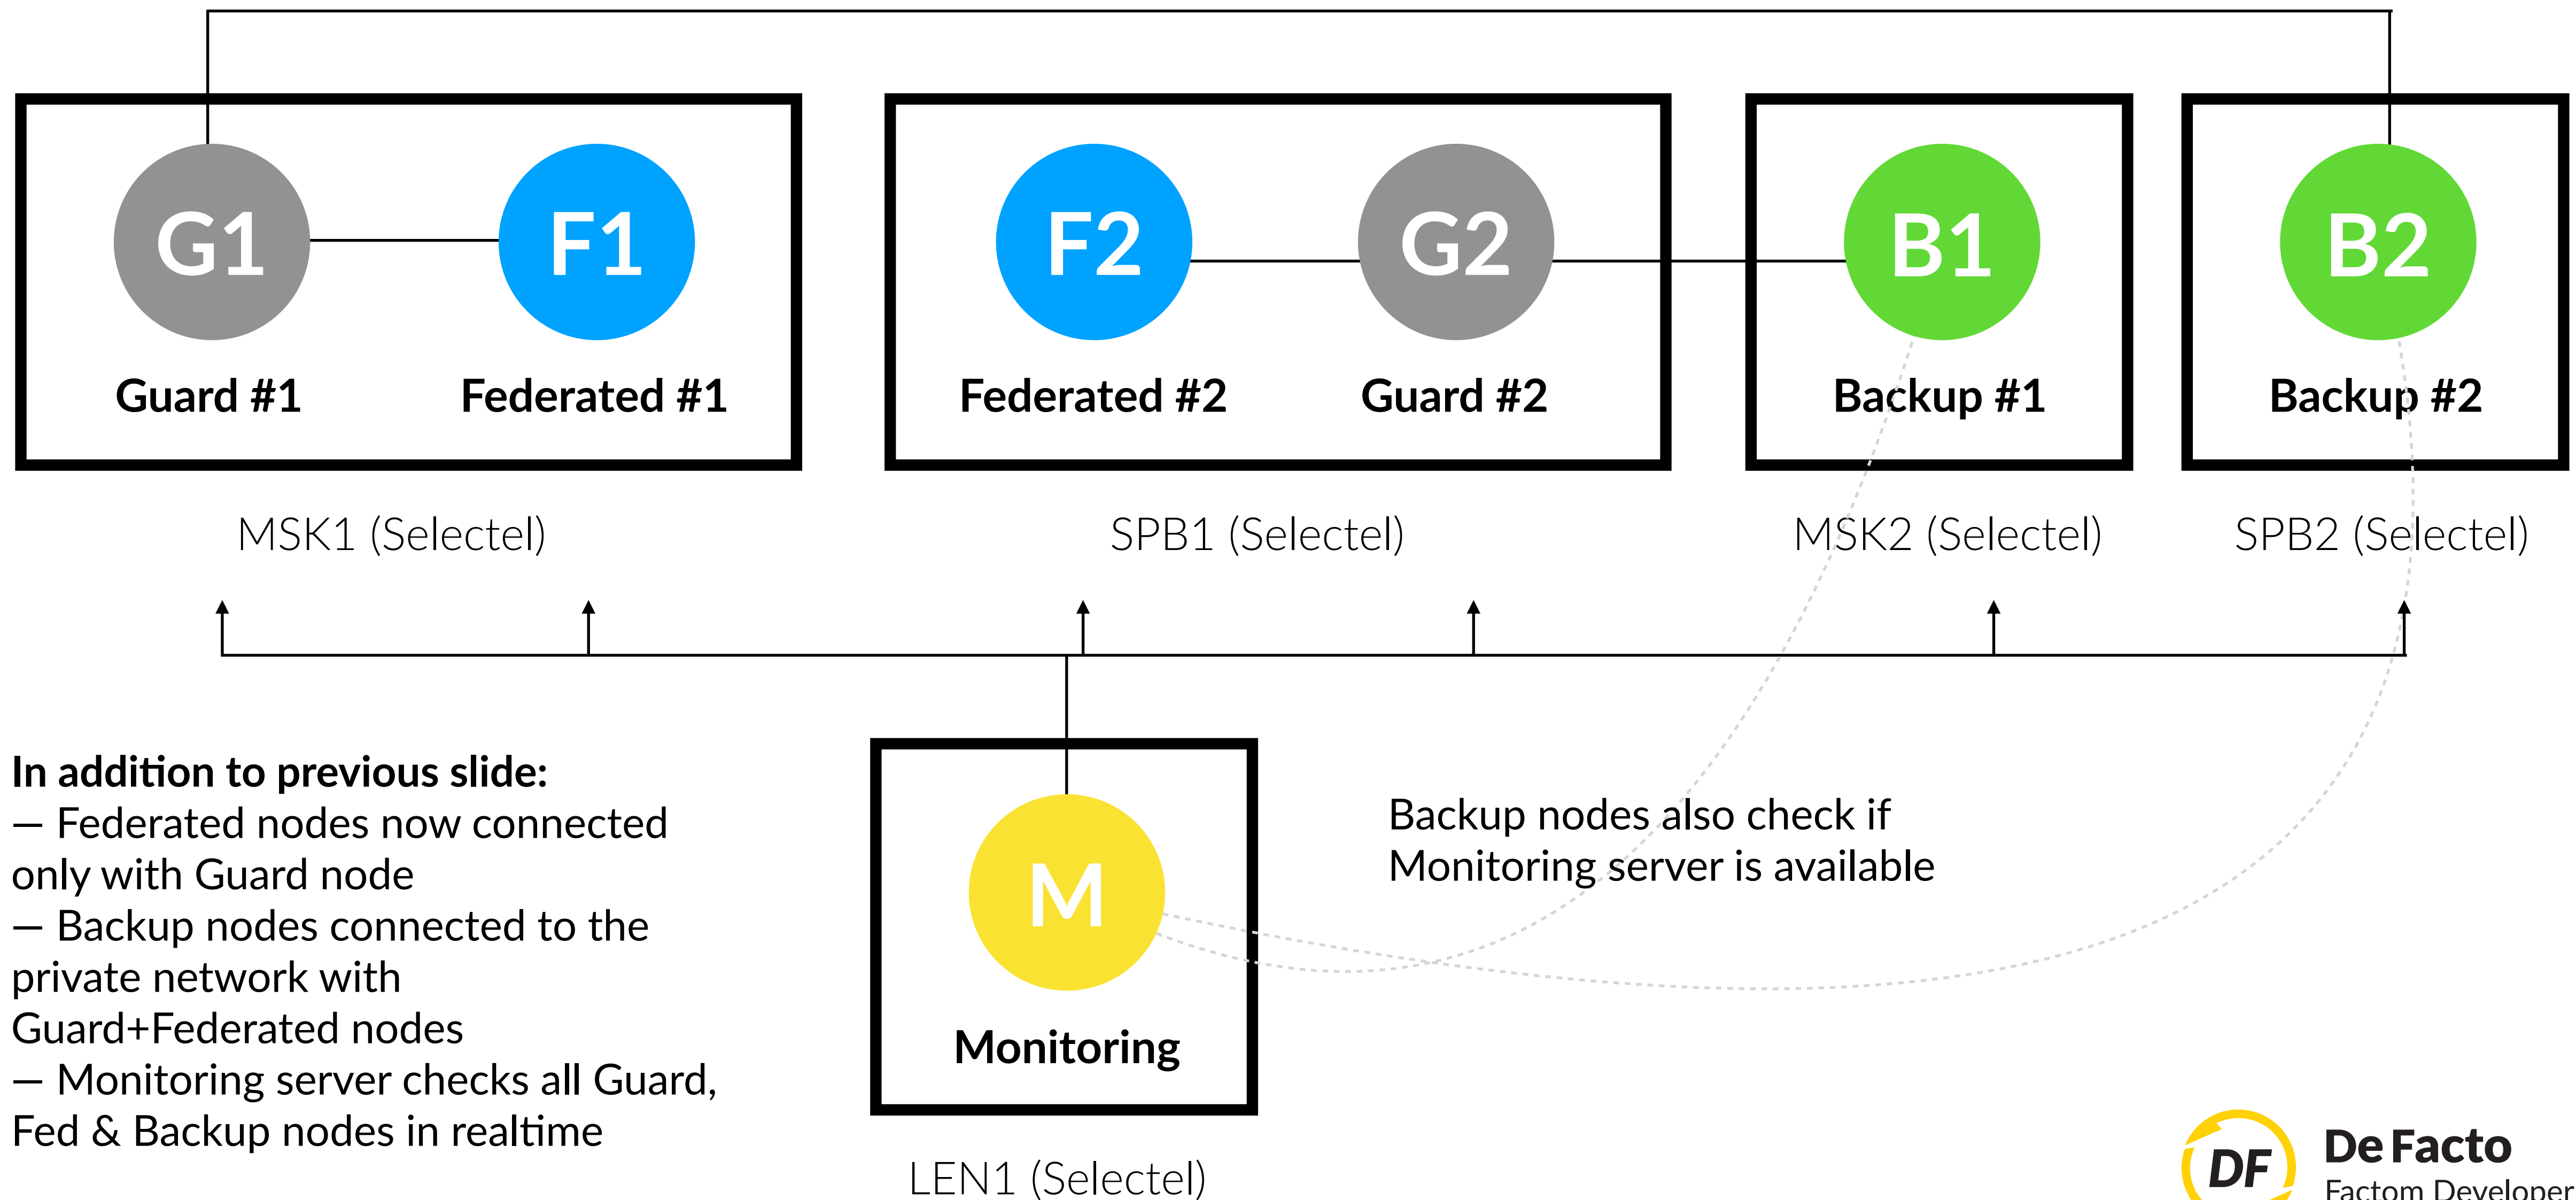 G1
F1
F2
G2
B1
B2
Guard #1
Federated #1
Federated #2
Guard #2
Backup #1
Backup #2
MSK1 (Selectel)
SPB1 (Selectel)
MSK2 (Selectel)
SPB2 (Selectel)
In addition to previous slide:
— Federated nodes now connected
only with Guard node
— Backup nodes connected to the
private network with
Guard+Federated nodes
— Monitoring server checks all Guard,
Fed & Backup nodes in realtime
M
Monitoring
LEN1 (Selectel)
Backup nodes also check if
Monitoring server is available
DF
De Facto
Factom Developer